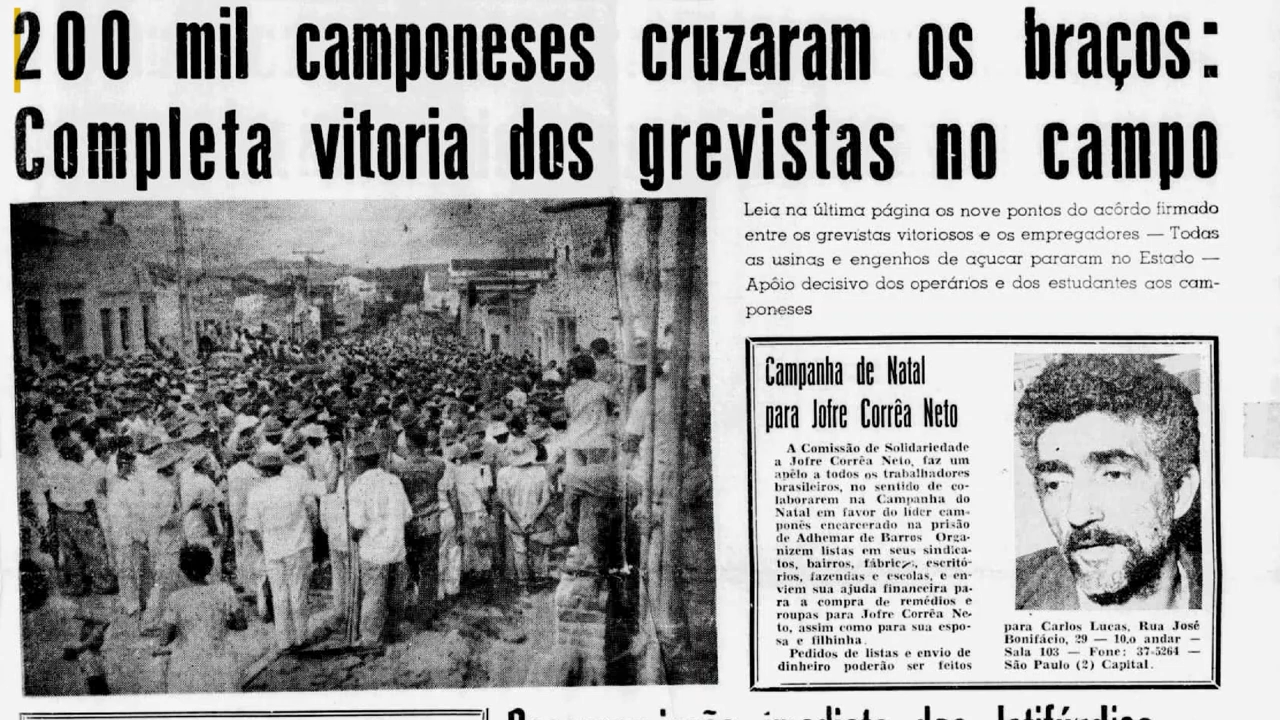 200 mil camponeses cruzaram os braços:
Completa vitoria dos grevistas no campo
Leia na última página os nove pontos do acôrdo firmado
entre os grevistas vitoriosos e os empregadores — Todas
as usinas e engenhos de açucar pararam no Estado —
Apôio decisivo dos operários e dos estudantes aos cam-
poneses
Campanha de Natal
para Jofre Corrêa Neto
A Comissão de Solidariedade
a Jofre Corrêa Neto, faz um
apêlo a todos os trabalhadores
brasileiros, no sentido de co-
laborarem na Campanha do
Natal em favor do lider cam-
ponês encarcerado na prisão
de Adhemar de Barros Orga-
nizem listas em seus sindica-
tos, bairros, fábricas, escritó-
rios, fazendas e escolas, e en-
viem sua ajuda financeira pa-
ra a compra de remédios e
roupas para Jofre Corrêa Ne-
to, assim como para sua espo-
sa e filhinha.
Pedidos de listas e envio de
dinheiro poderão ser feitos
para Carlos Lucas, Rua José
Bonifácio, 29 — 10.o andar —
Sala 103 — Fone: 37-5264 —
São Paulo (2) Capital.